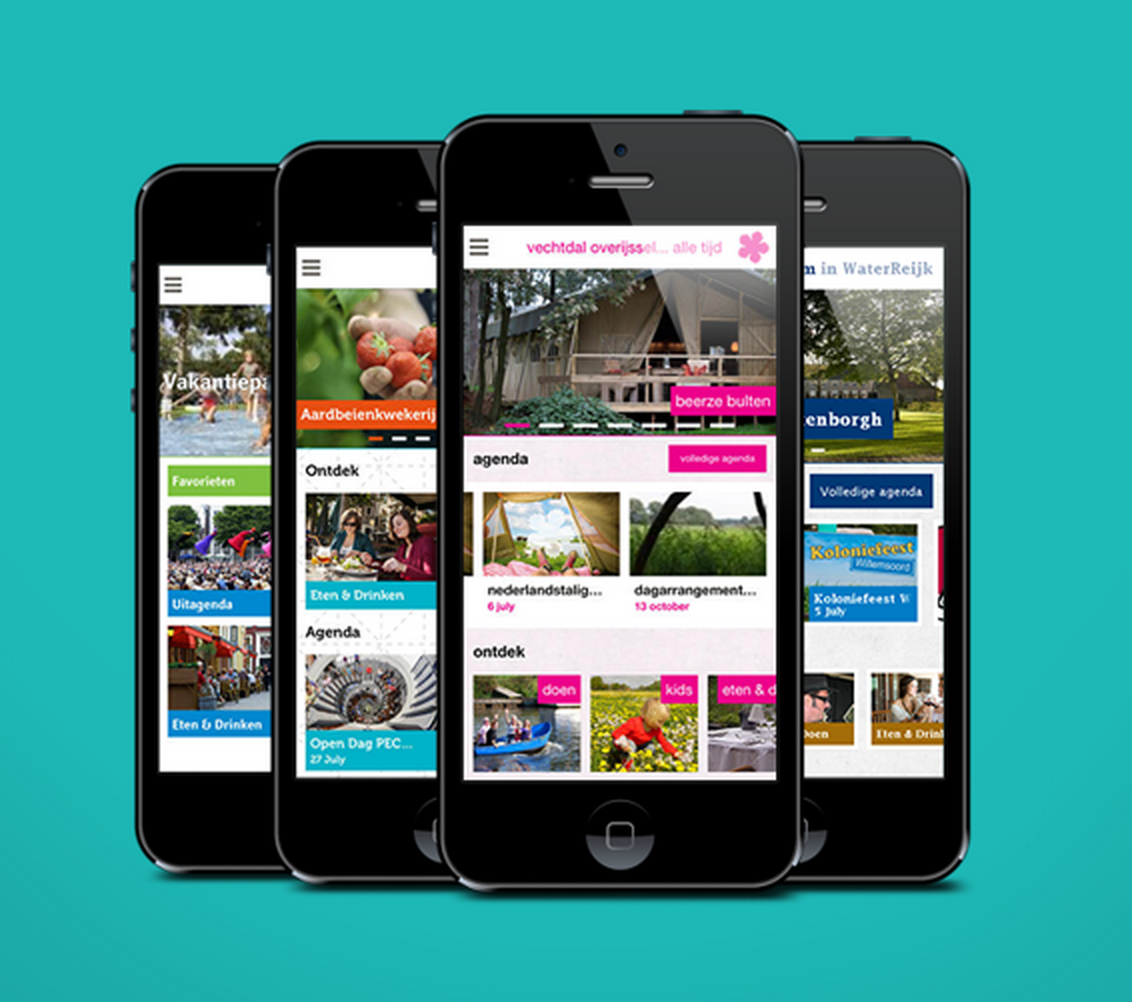 Vakantiepa
Favorieten
Uitagenda
Eten & Drinken
Aardbeienkwekerij
Ontdek
Eten & Drinken
Agenda
Open Dag PEC...
27 July
vechtdal overijssel... alle tijd
beerze bulten
agenda
volledige agenda
nederlandstalig...
6 july
dagarrangement...
13 october
ontdek
doen
kids
eten & d
m in WaterReijk
enborgh
Volledige agenda
Koloniefeest
Willemsoord
Koloniefeest W
5 July
Doen
Eten & Drink